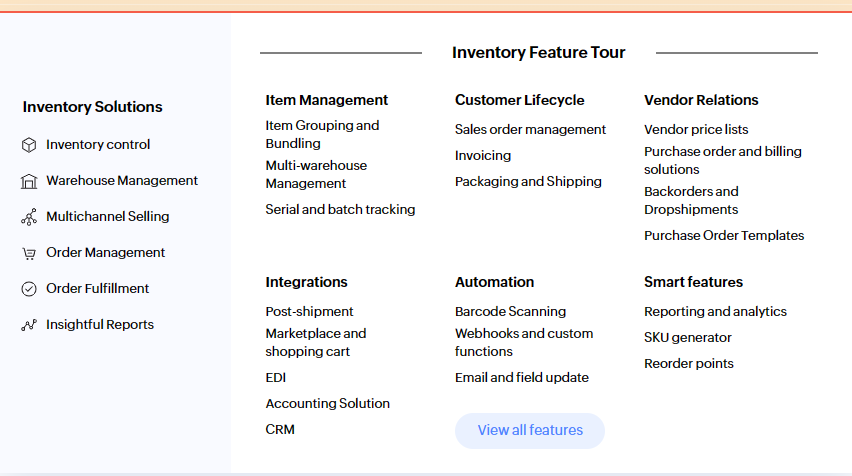 Inventory Solutions
Inventory control
Warehouse Management
Multichannel Selling
Order Management
Order Fulfillment
Insightful Reports
Inventory Feature Tour
Item Management
Item Grouping and
Bundling
Multi-warehouse
Management
Serial and batch tracking
Customer Lifecycle
Sales order management
Invoicing
Packaging and Shipping
Vendor Relations
Vendor price lists
Purchase order and billing
solutions
Backorders and
Dropshipments
Purchase Order Templates
Integrations
Post-shipment
Marketplace and
shopping cart
EDI
Accounting Solution
CRM
Automation
Barcode Scanning
Webhooks and custom
functions
Email and field update
Smart features
Reporting and analytics
SKU generator
Reorder points
View all features